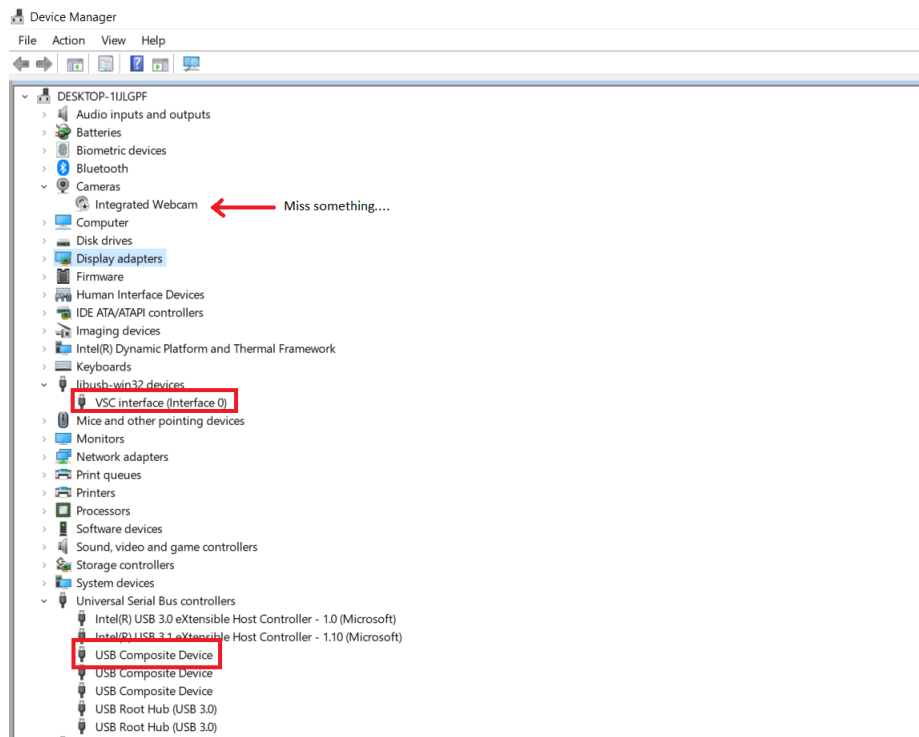 Device Manager
File Action View Help
DESKTOP-1IJLGPF
Audio inputs and outputs
Batteries
Biometric devices
Bluetooth
Cameras
Integrated Webcam Miss something....
Computer
Disk drives
Display adapters
Firmware
Human Interface Devices
IDE ATA/ATAPI controllers
Imaging devices
Intel(R) Dynamic Platform and Thermal Framework
Keyboards
libusb-win32 devices
VSC interface (Interface 0)
Mice and other pointing devices
Monitors
Network adapters
Print queues
Printers
Processors
Software devices
Sound, video and game controllers
Storage controllers
System devices
Universal Serial Bus controllers
Intel(R) USB 3.0 eXtensible Host Controller - 1.0 (Microsoft)
Intel(R) USB 3.1 eXtensible Host Controller - 1.10 (Microsoft)
USB Composite Device
USB Composite Device
USB Composite Device
USB Root Hub (USB 3.0)
USB Root Hub (USB 3.0)